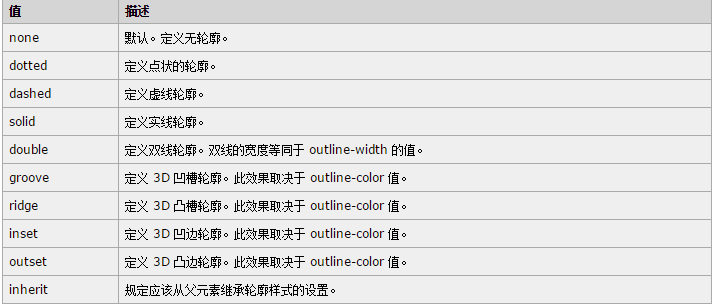 值 描述
none 默认。定义无轮廓。
dotted 定义点状的轮廓。
dashed 定义虚线轮廓。
solid 定义实线轮廓。
double 定义双线轮廓。双线的宽度等同于 outline-width 的值。
groove 定义 3D 凹槽轮廓。此效果取决于 outline-color 值。
ridge 定义 3D 凸槽轮廓。此效果取决于 outline-color 值。
inset 定义 3D 凹边轮廓。此效果取决于 outline-color 值。
outset 定义 3D 凸边轮廓。此效果取决于 outline-color 值。
inherit 规定应该从父元素继承轮廓样式的设置。